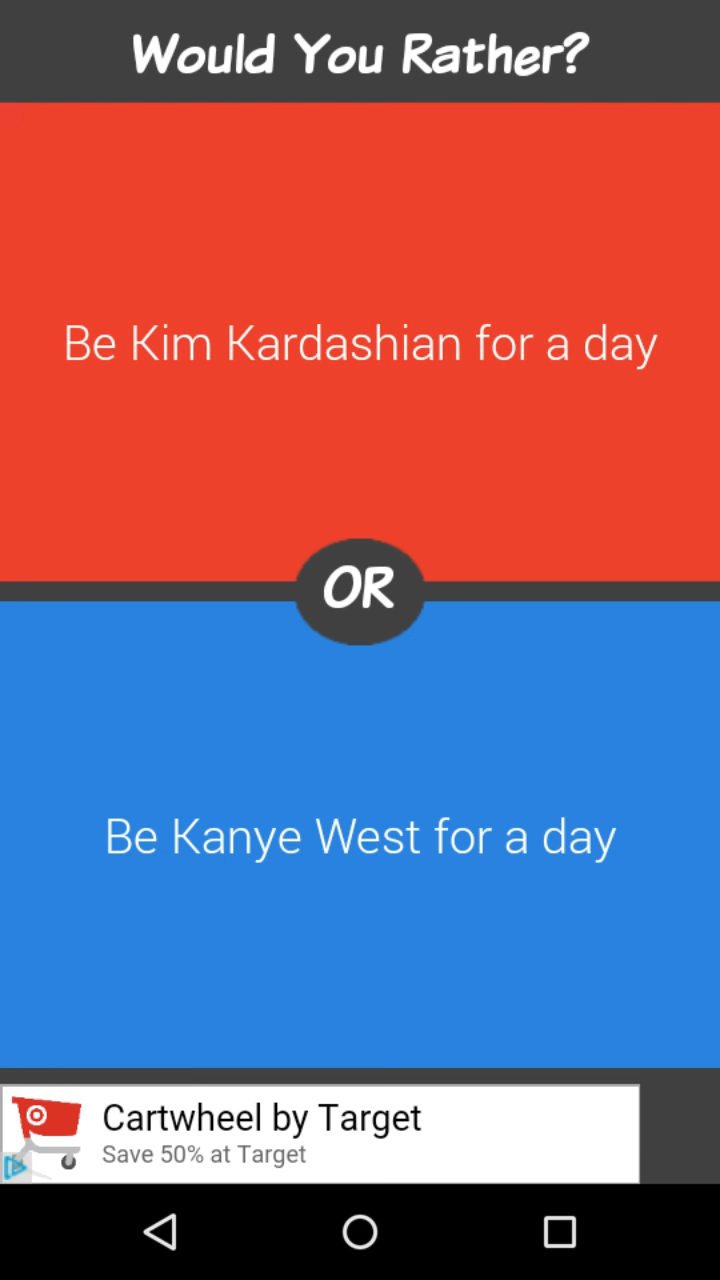 Would You Rather?
Be Kim Kardashian for a day
OR
Be Kanye West for a day
Cartwheel by Target
Save 50% at Target